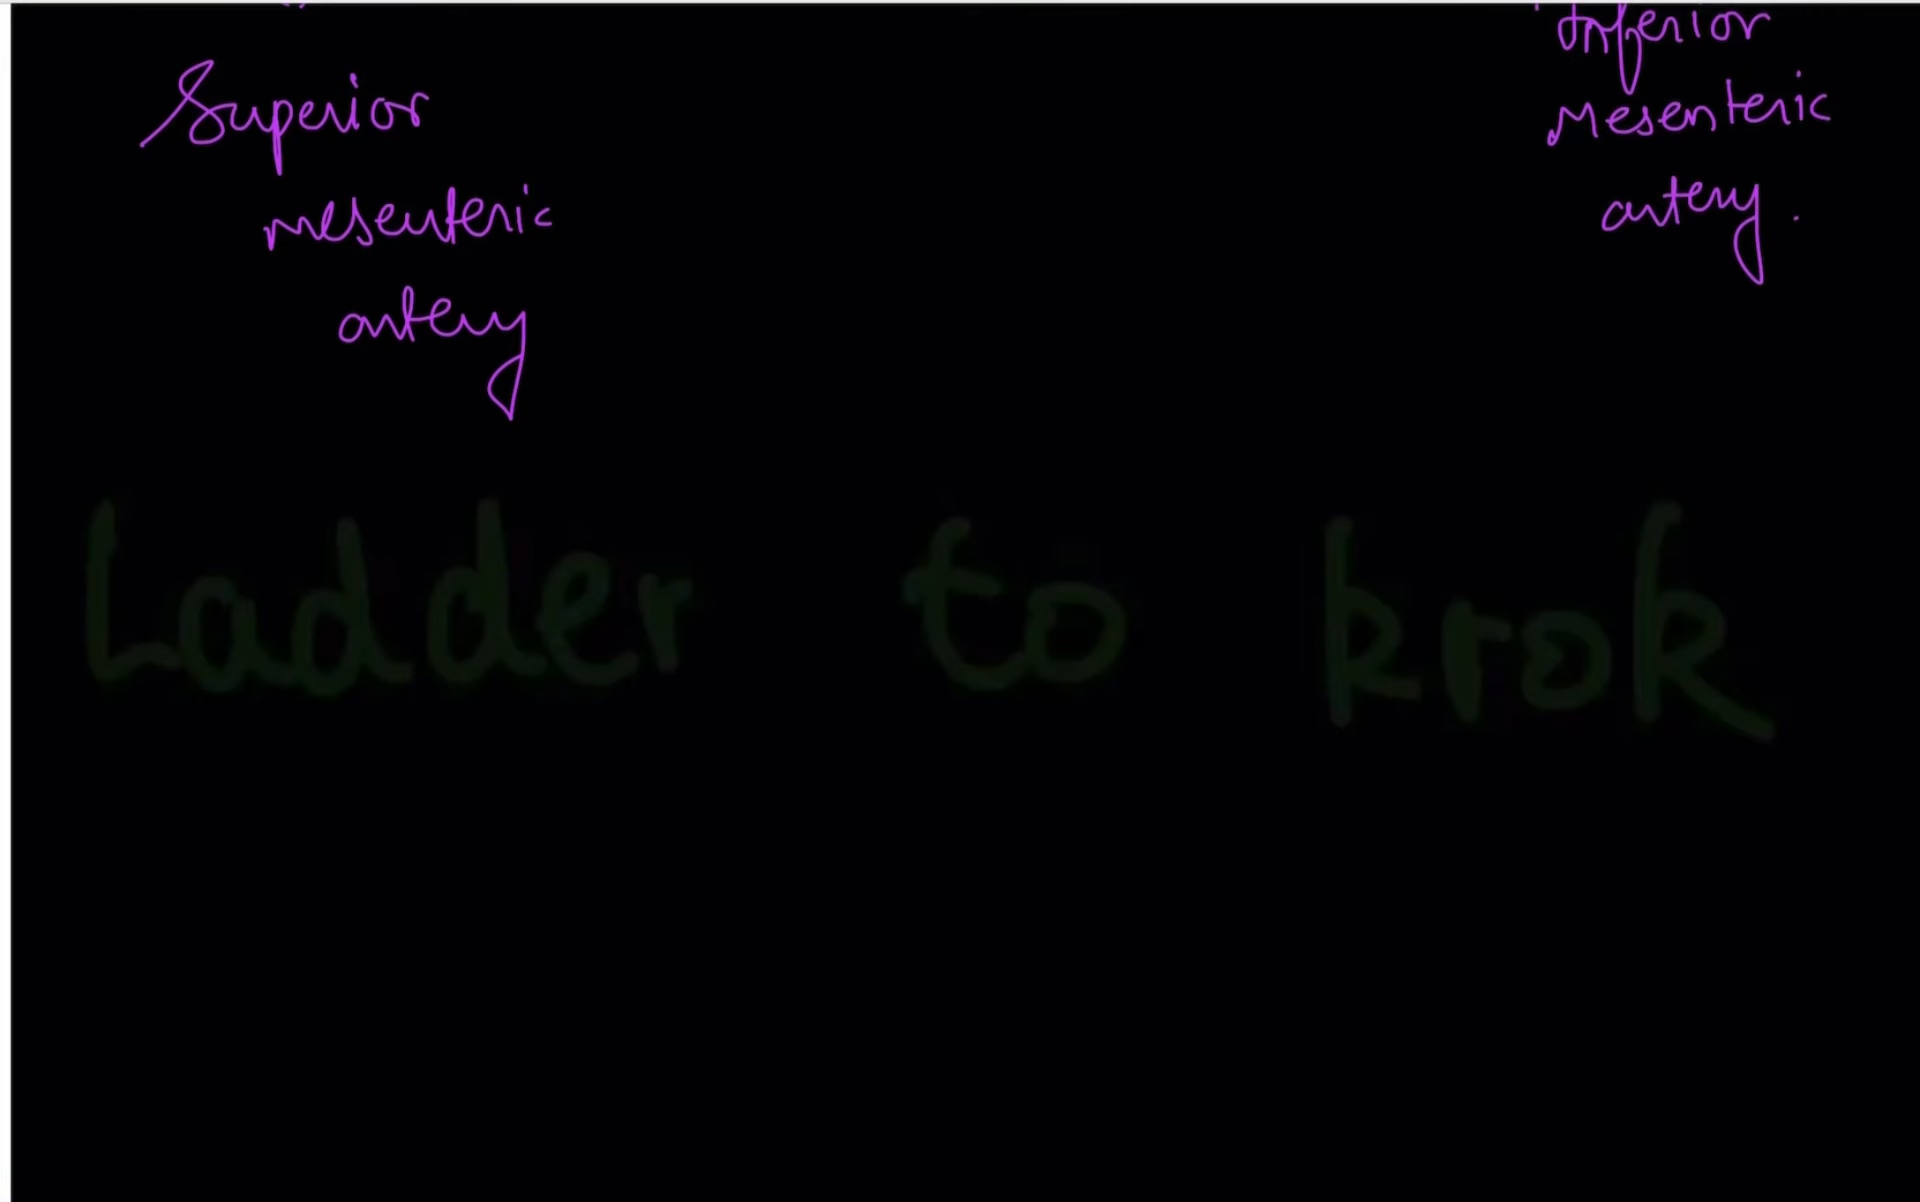 Superior
mesenteric
artery
Inferior
Mesenteric
artery.
Ladder to krok